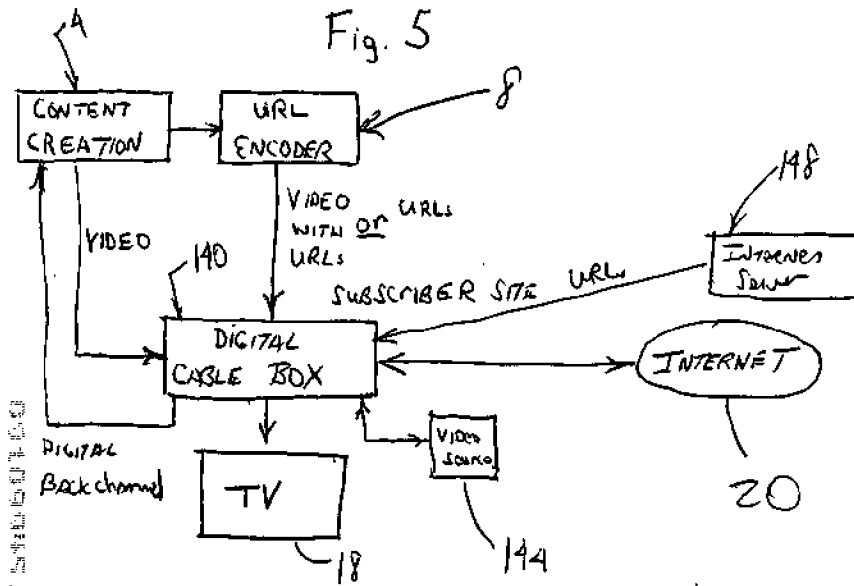 Fig. 5
4
CONTENT
CREATION
URL
ENCODER
8
VIDEO
VIDEO
WITH or URLs
URLs
148
INTERNET
Server
140
SUBSCRIBER SITE
URLs
DIGITAL
CABLE BOX
INTERNET
20
DIGITAL
Backchannel
TV
18
VIDEO
SOURCE
144